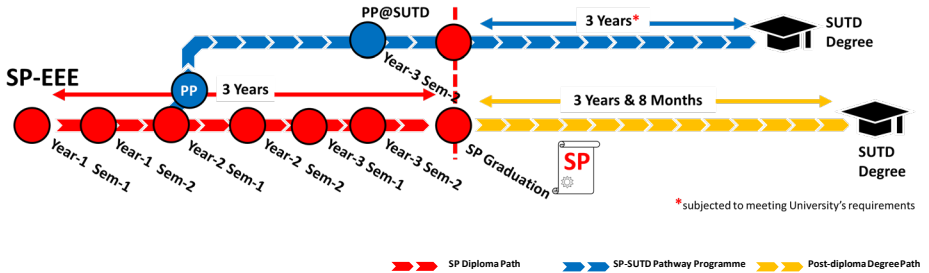 PP@SUTD
3 Years*
SUTD
Degree
SP-EEE
PP
3 Years
Year-3 Sem-2
3 Years & 8 Months
Year-1 Sem-1
Year-1 Sem-2
Year-2 Sem-1
Year-2 Sem-2
Year-3 Sem-1
Year-3 Sem-2
SP Graduation
SP
SUTD
Degree
*subjected to meeting University's requirements
SP Diploma Path
SP-SUTD Pathway Programme
Post-diploma Degree Path